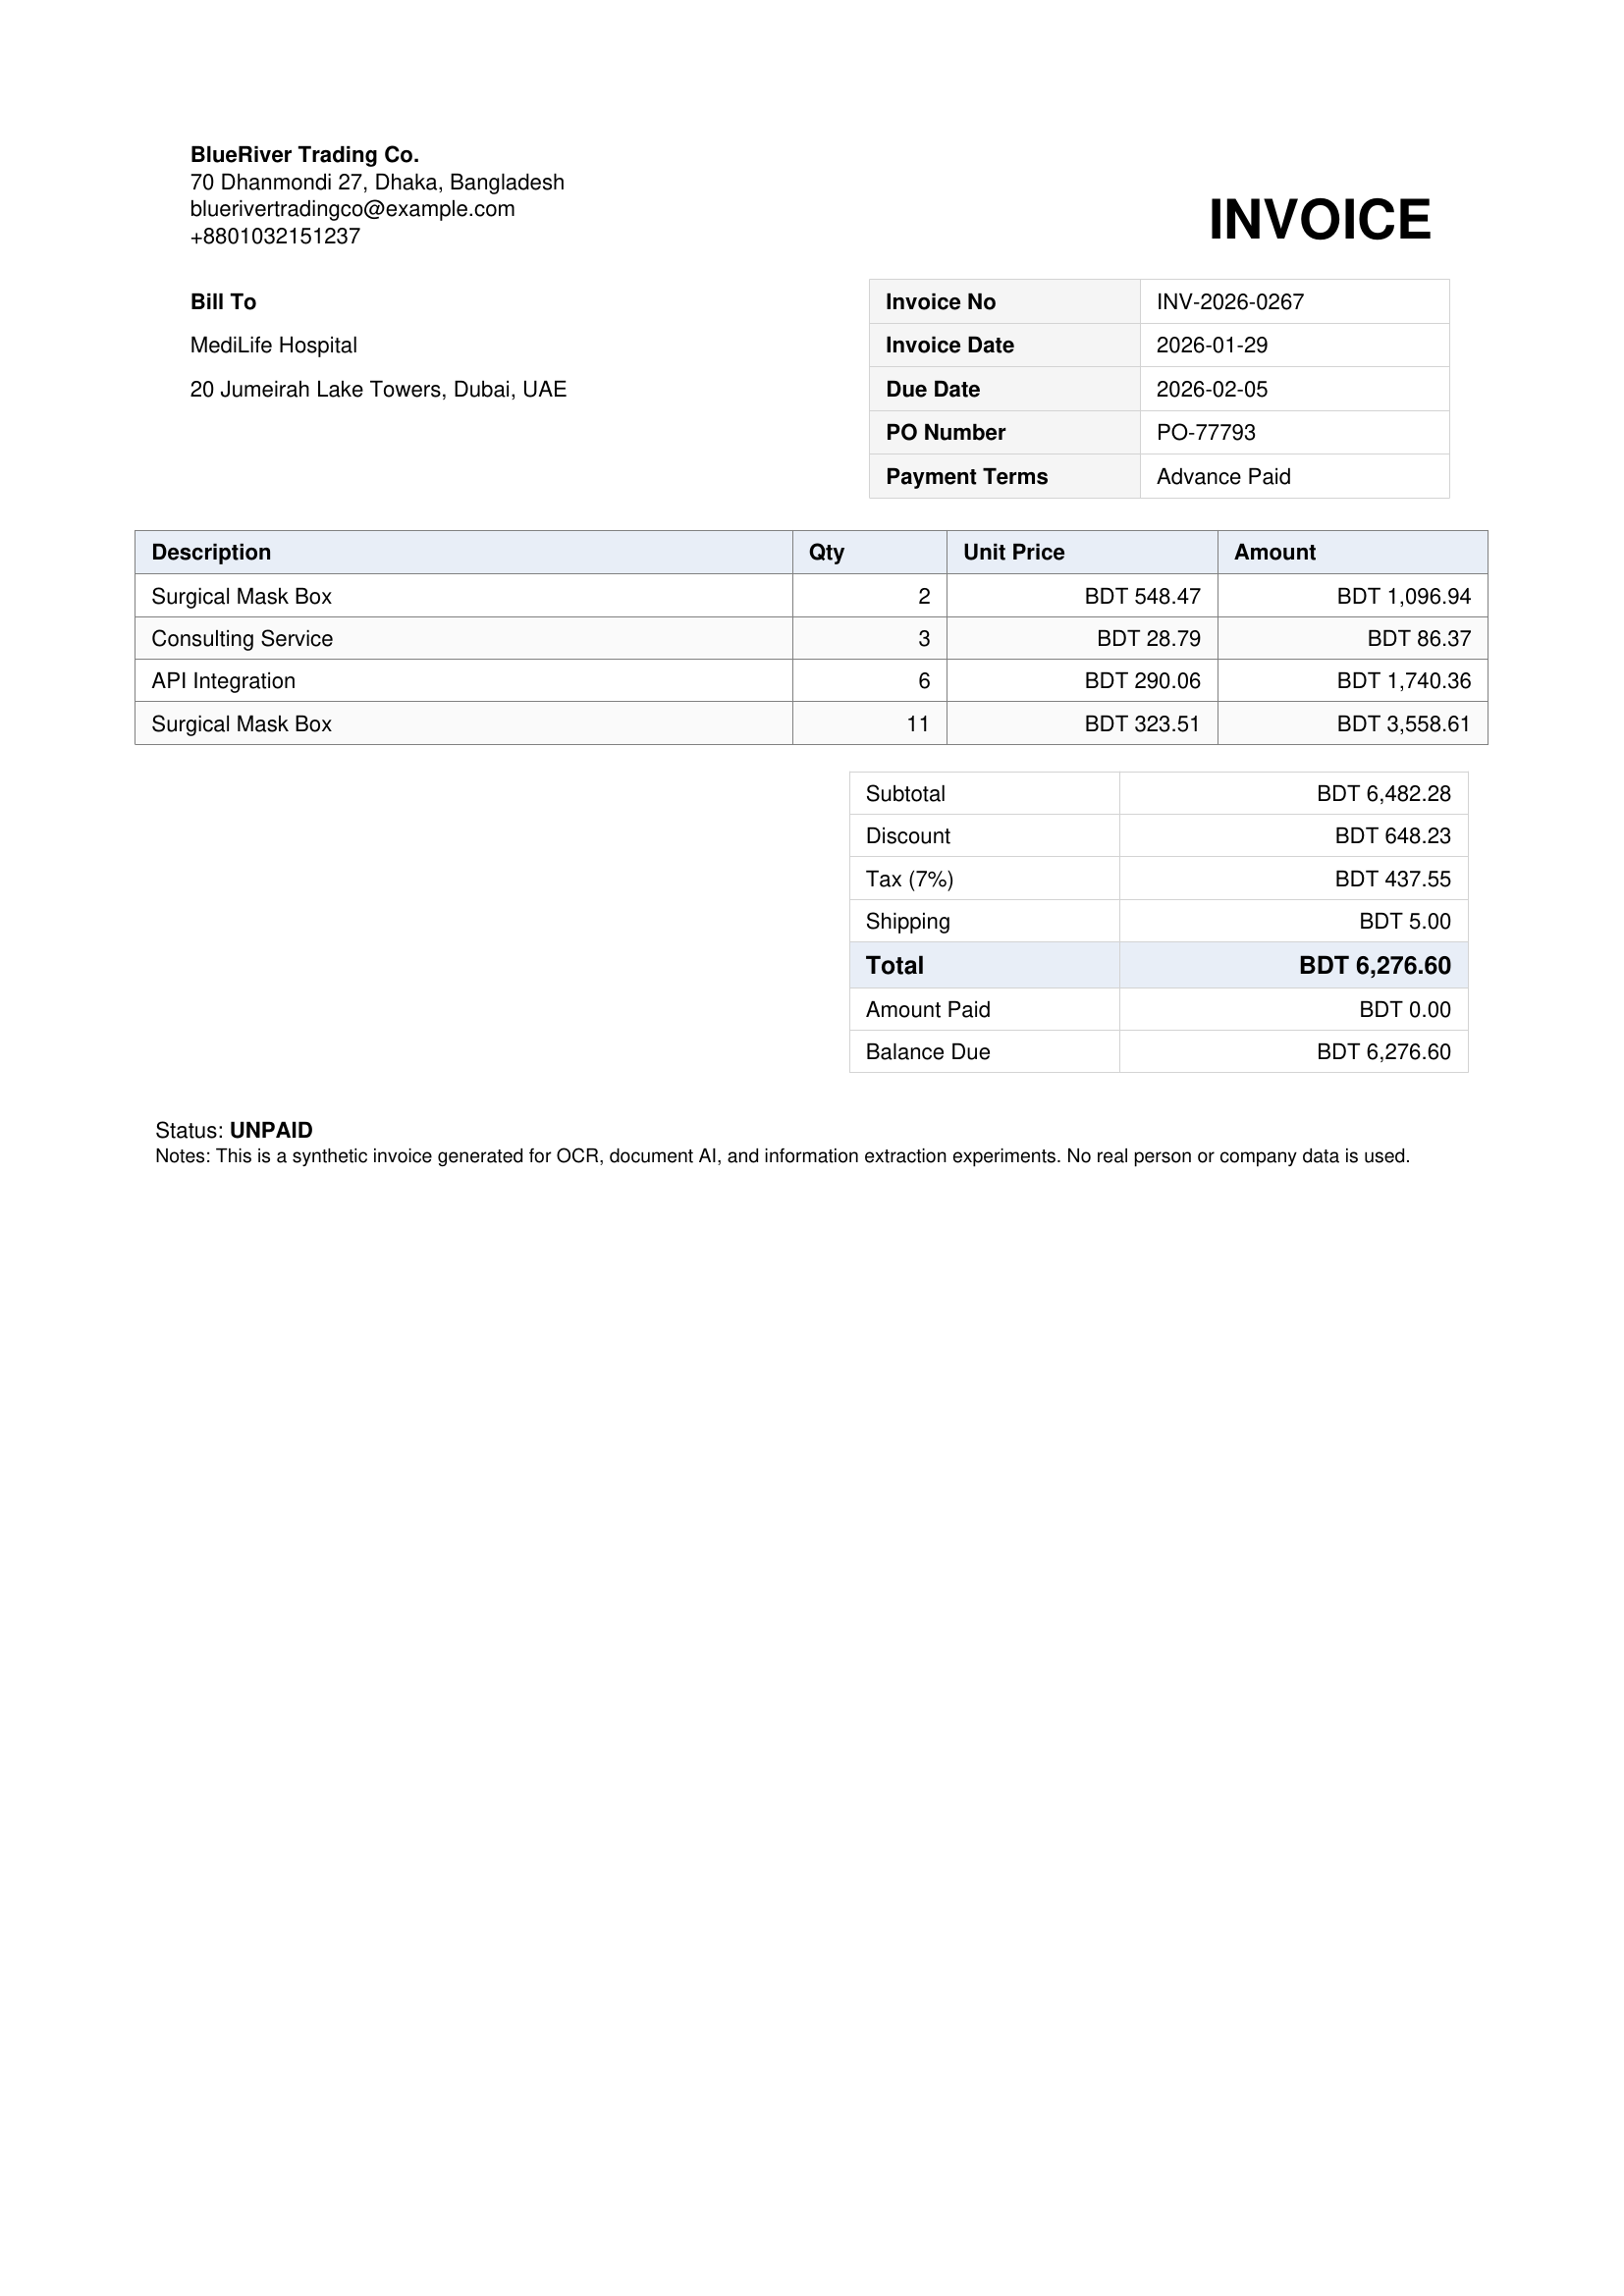 BlueRiver Trading Co.
70 Dhanmondi 27, Dhaka, Bangladesh
bluerivertradingco@example.com
+8801032151237
INVOICE
Bill To
MediLife Hospital
20 Jumeirah Lake Towers, Dubai, UAE
Invoice No INV-2026-0267
Invoice Date 2026-01-29
Due Date 2026-02-05
PO Number PO-77793
Payment Terms Advance Paid
Description Qty Unit Price Amount
Surgical Mask Box 2 BDT 548.47 BDT 1,096.94
Consulting Service 3 BDT 28.79 BDT 86.37
API Integration 6 BDT 290.06 BDT 1,740.36
Surgical Mask Box 11 BDT 323.51 BDT 3,558.61
Subtotal BDT 6,482.28
Discount BDT 648.23
Tax (7%) BDT 437.55
Shipping BDT 5.00
Total BDT 6,276.60
Amount Paid BDT 0.00
Balance Due BDT 6,276.60
Status: UNPAID
Notes: This is a synthetic invoice generated for OCR, document AI, and information extraction experiments. No real person or company data is used.